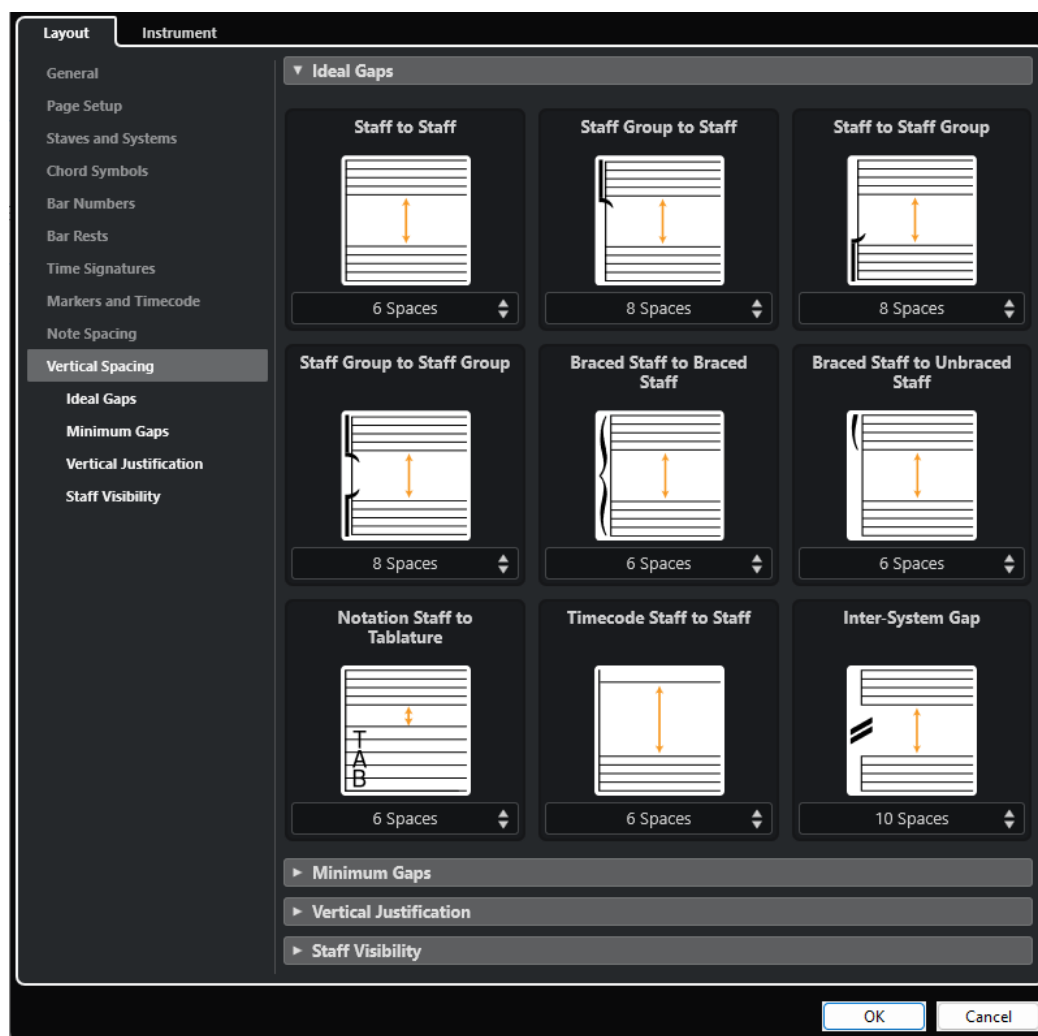 Layout
Instrument
General
Page Setup
Staves and Systems
Chord Symbols
Bar Numbers
Bar Rests
Time Signatures
Markers and Timecode
Note Spacing
Vertical Spacing
Ideal Gaps
Minimum Gaps
Vertical Justification
Staff Visibility
Ideal Gaps
Staff to Staff
6 Spaces
Staff Group to Staff
8 Spaces
Staff to Staff Group
8 Spaces
Staff Group to Staff Group
8 Spaces
Braced Staff to Braced
Staff
6 Spaces
Braced Staff to Unbraced
Staff
6 Spaces
Notation Staff to
Tablature
T
A
B
6 Spaces
Timecode Staff to Staff
6 Spaces
Inter-System Gap
10 Spaces
Minimum Gaps
Vertical Justification
Staff Visibility
OK
Cancel